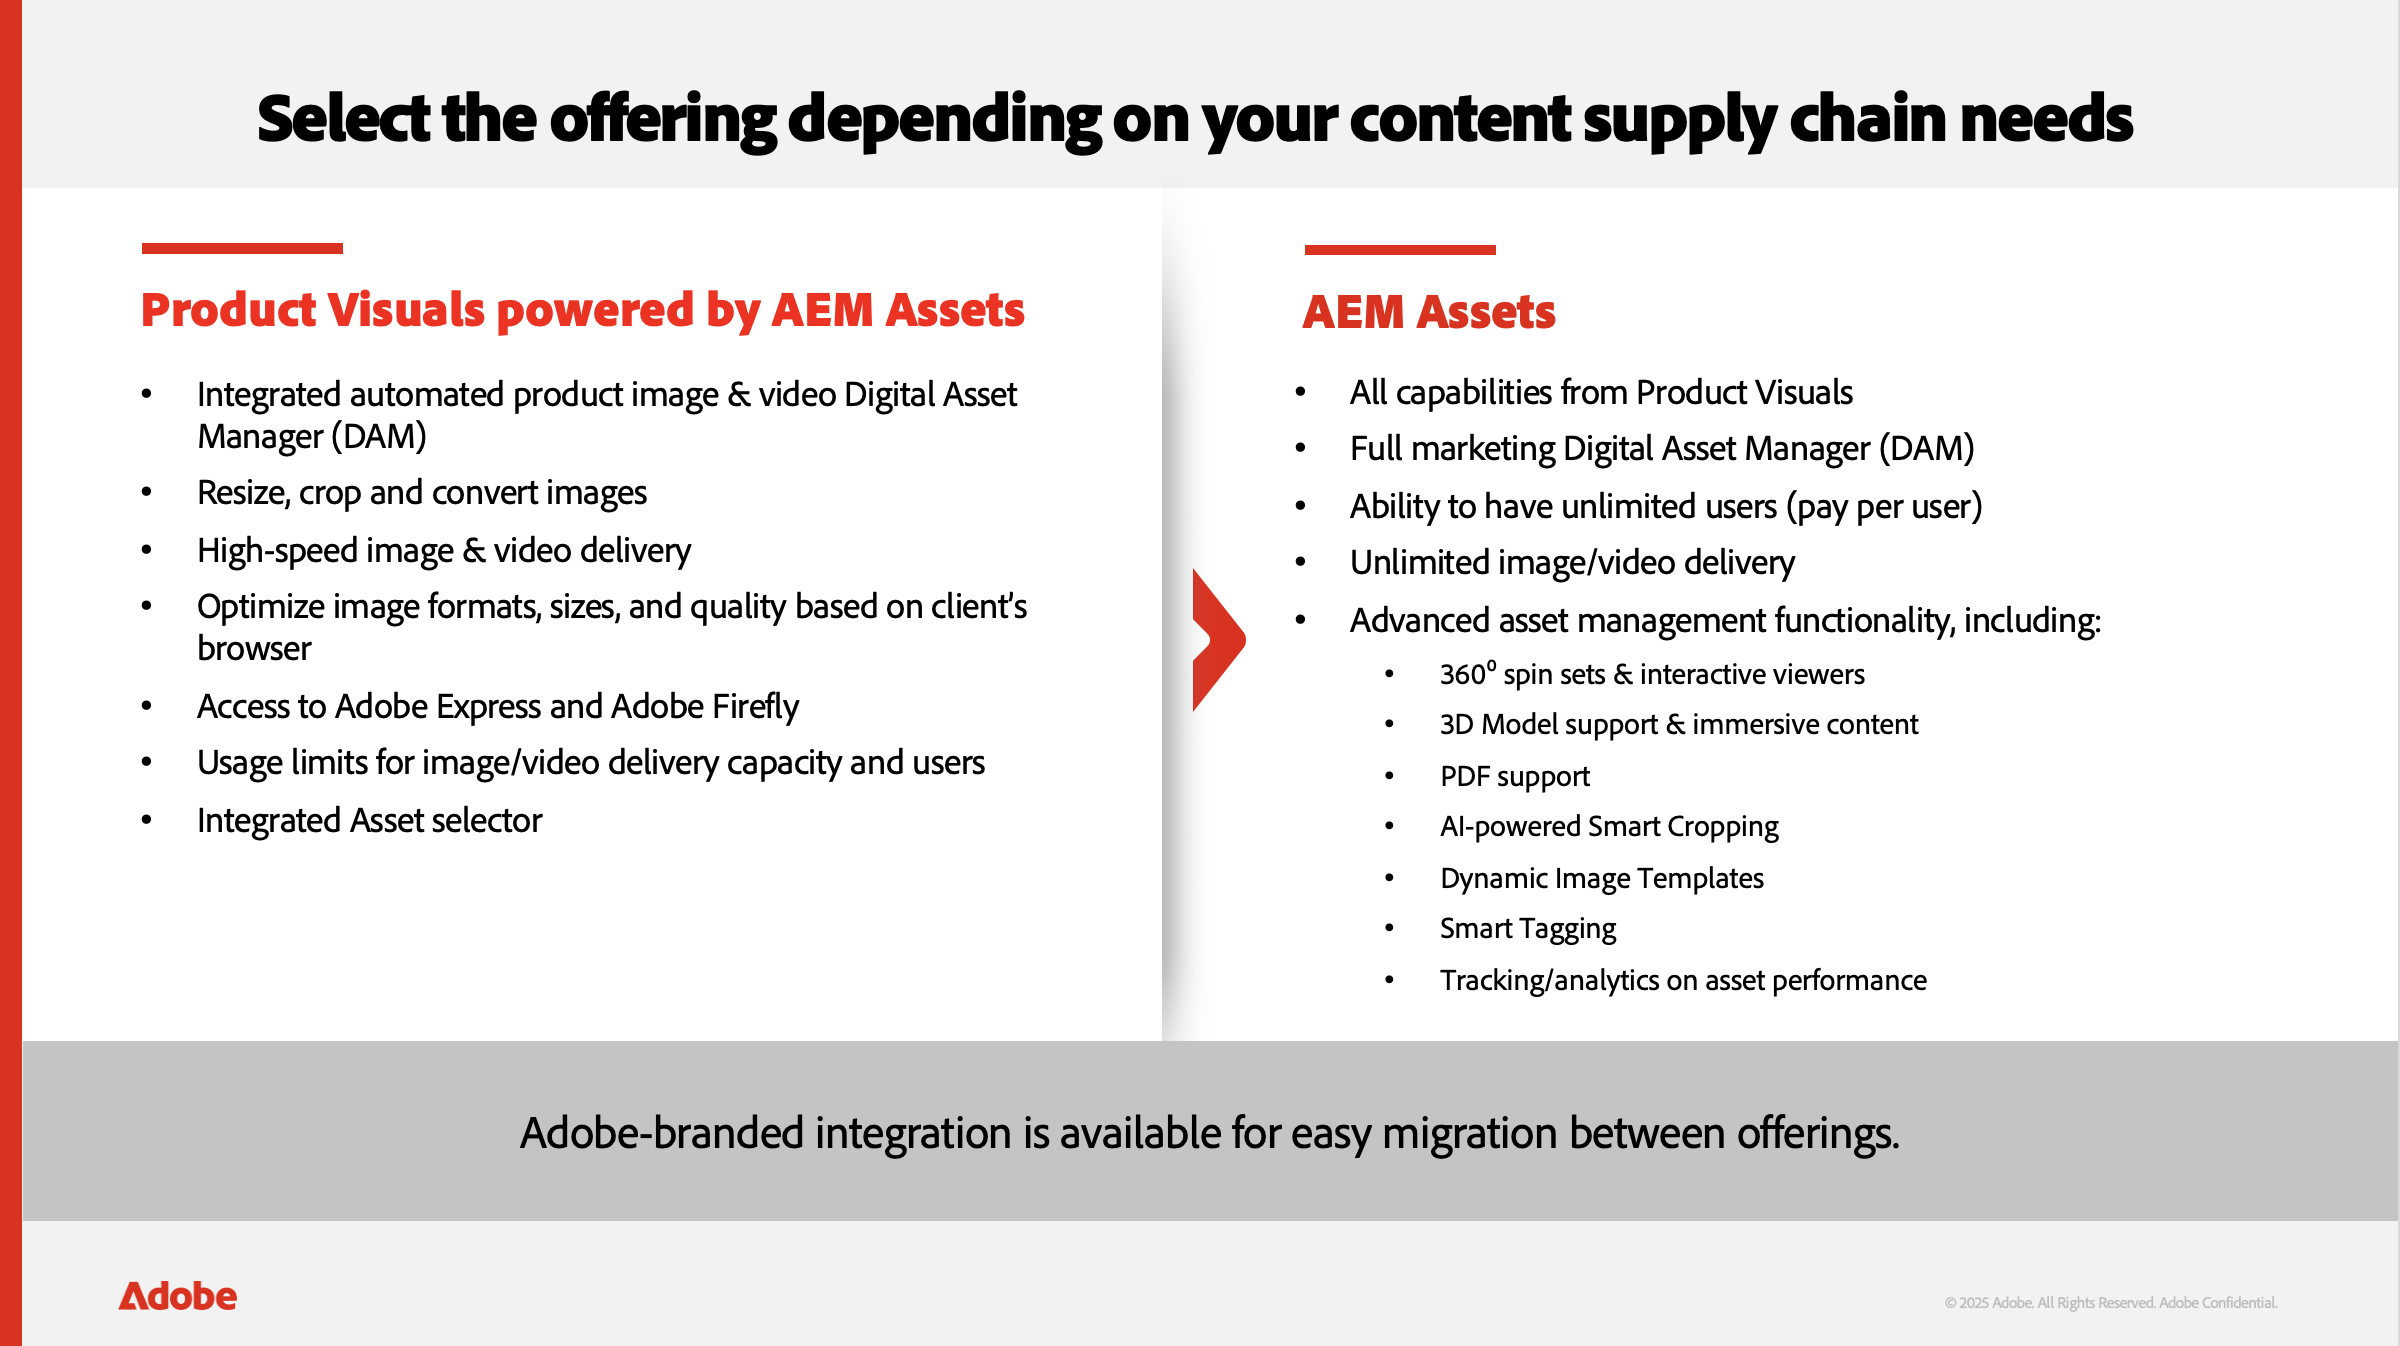 Select the offering depending on your content supply chain needs
Product Visuals powered by AEM Assets
• Integrated automated product image & video Digital Asset
Manager (DAM)
• Resize, crop and convert images
• High-speed image & video delivery
• Optimize image formats, sizes, and quality based on client’s
browser
• Access to Adobe Express and Adobe Firefly
• Usage limits for image/video delivery capacity and users
• Integrated Asset selector
AEM Assets
• All capabilities from Product Visuals
• Full marketing Digital Asset Manager (DAM)
• Ability to have unlimited users (pay per user)
• Unlimited image/video delivery
• Advanced asset management functionality, including:
• 360⁰ spin sets & interactive viewers
• 3D Model support & immersive content
• PDF support
• AI-powered Smart Cropping
• Dynamic Image Templates
• Smart Tagging
• Tracking/analytics on asset performance
Adobe-branded integration is available for easy migration between offerings.
Adobe
© 2025 Adobe. All Rights Reserved. Adobe Confidential.